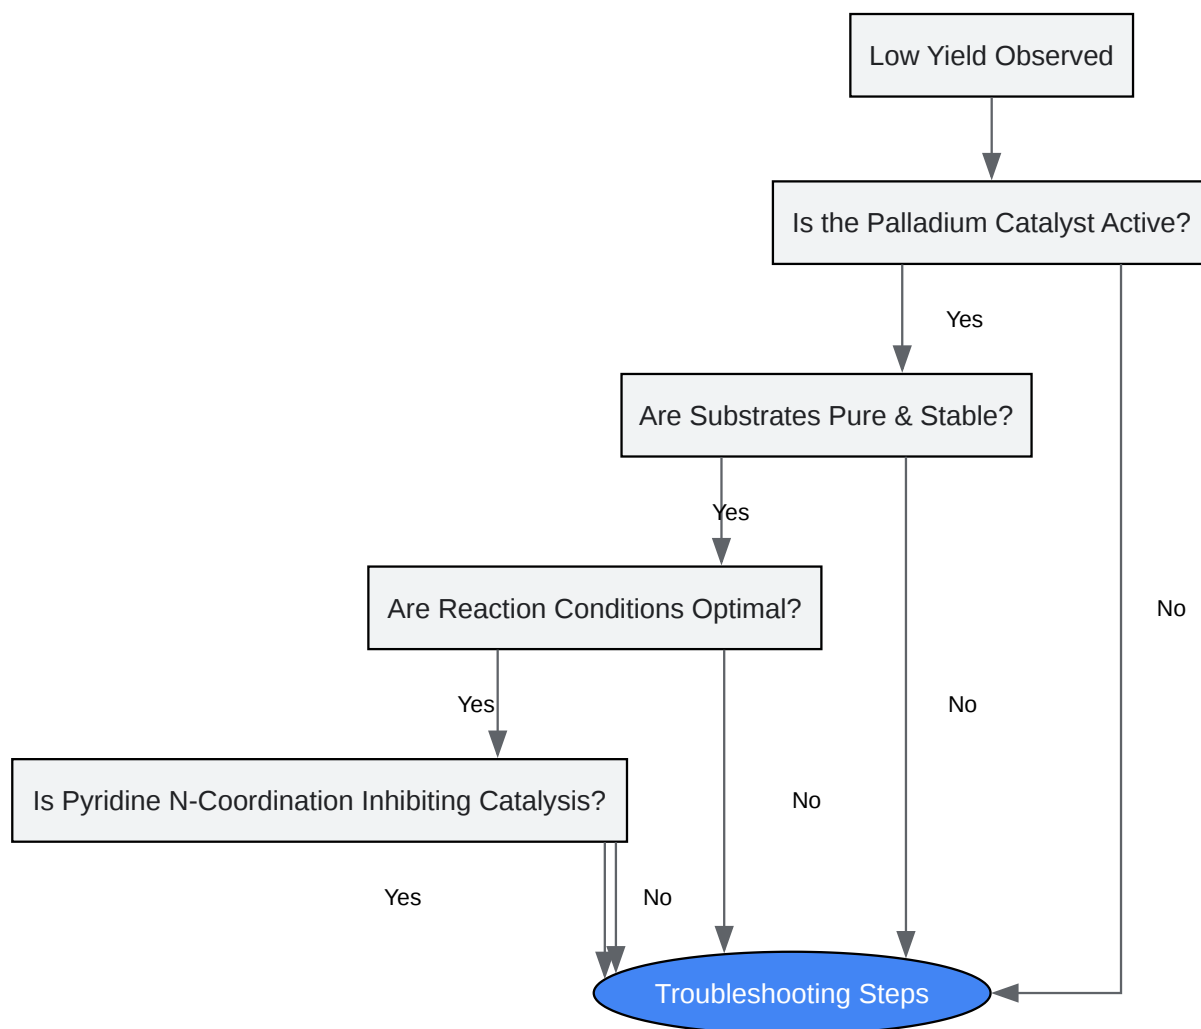 Low Yield Observed
Is the Palladium Catalyst Active?
Yes
Are Substrates Pure & Stable?
Yes
Are Reaction Conditions Optimal?
No
Yes
No
Is Pyridine N-Coordination Inhibiting Catalysis?
No
Yes
No
Troubleshooting Steps